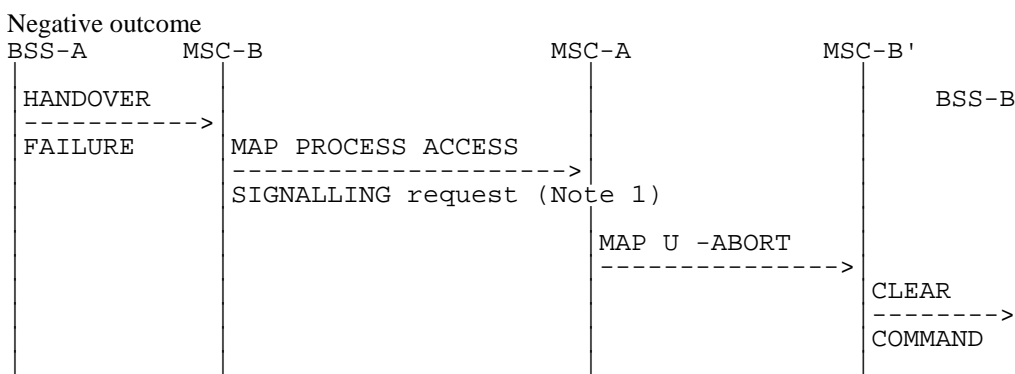 Negative outcome
BSS-A MSC-B MSC-A MSC-B'
HANDOVER BSS-B
----------->
FAILURE MAP PROCESS ACCESS
--------------------->
SIGNALLING request (Note 1)
MAP U -ABORT
--------------->
CLEAR
-------->
COMMAND